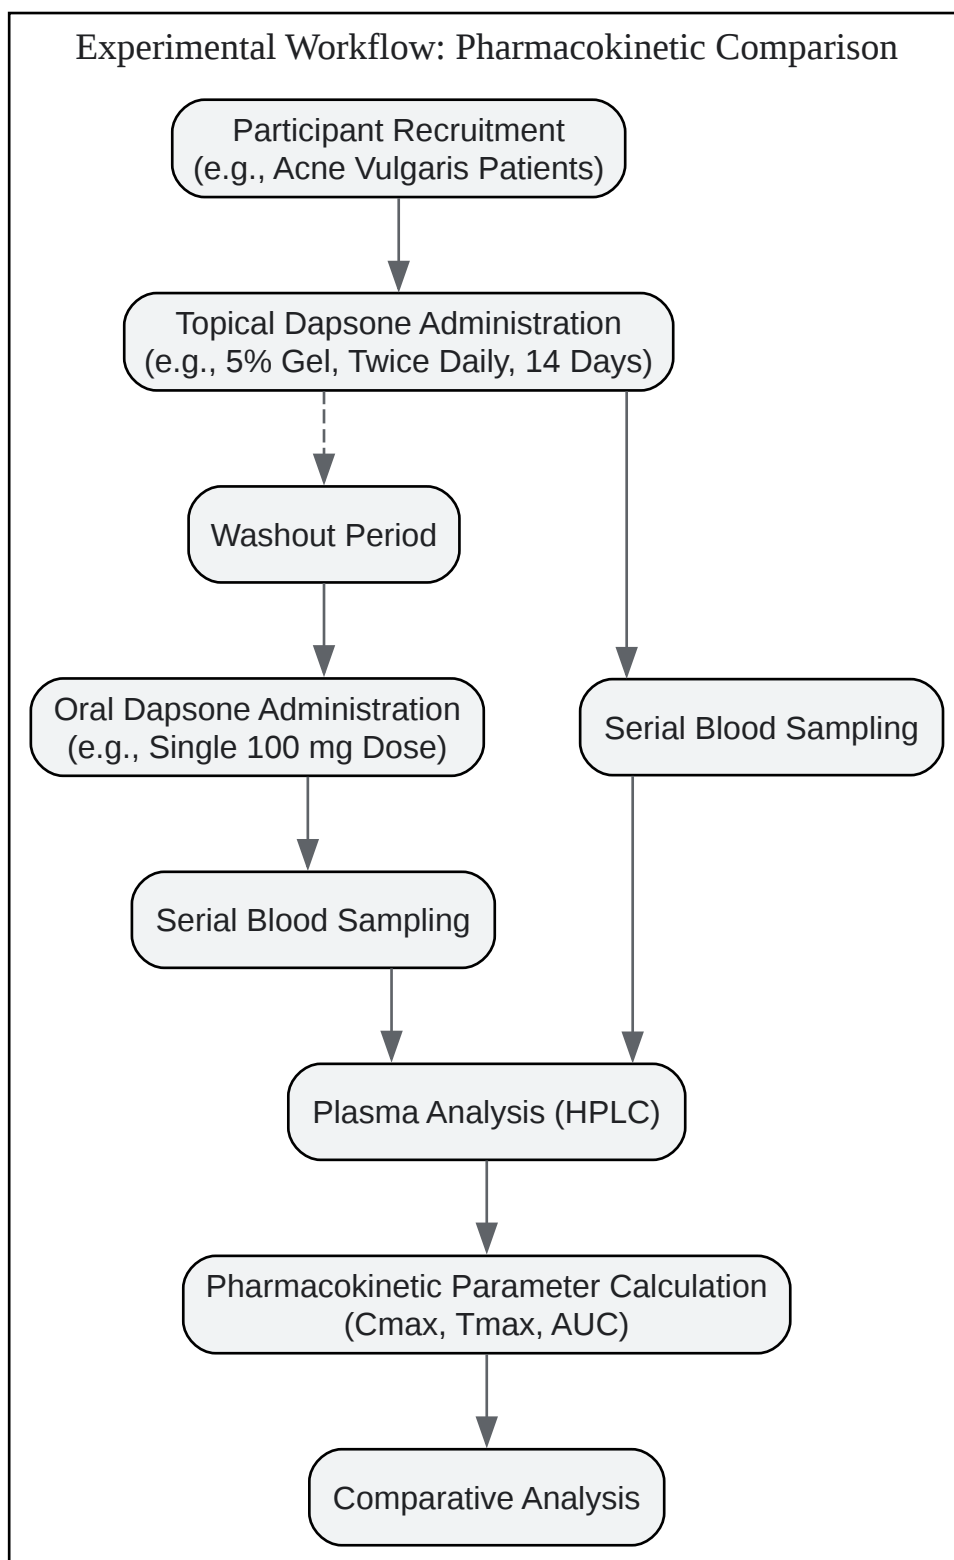 Experimental Workflow: Pharmacokinetic Comparison
Participant Recruitment
(e.g., Acne Vulgaris Patients)
Topical Dapsone Administration
(e.g., 5% Gel, Twice Daily, 14 Days)
Washout Period
Oral Dapsone Administration
(e.g., Single 100 mg Dose)
Serial Blood Sampling
Serial Blood Sampling
Plasma Analysis (HPLC)
Pharmacokinetic Parameter Calculation
(Cmax, Tmax, AUC)
Comparative Analysis